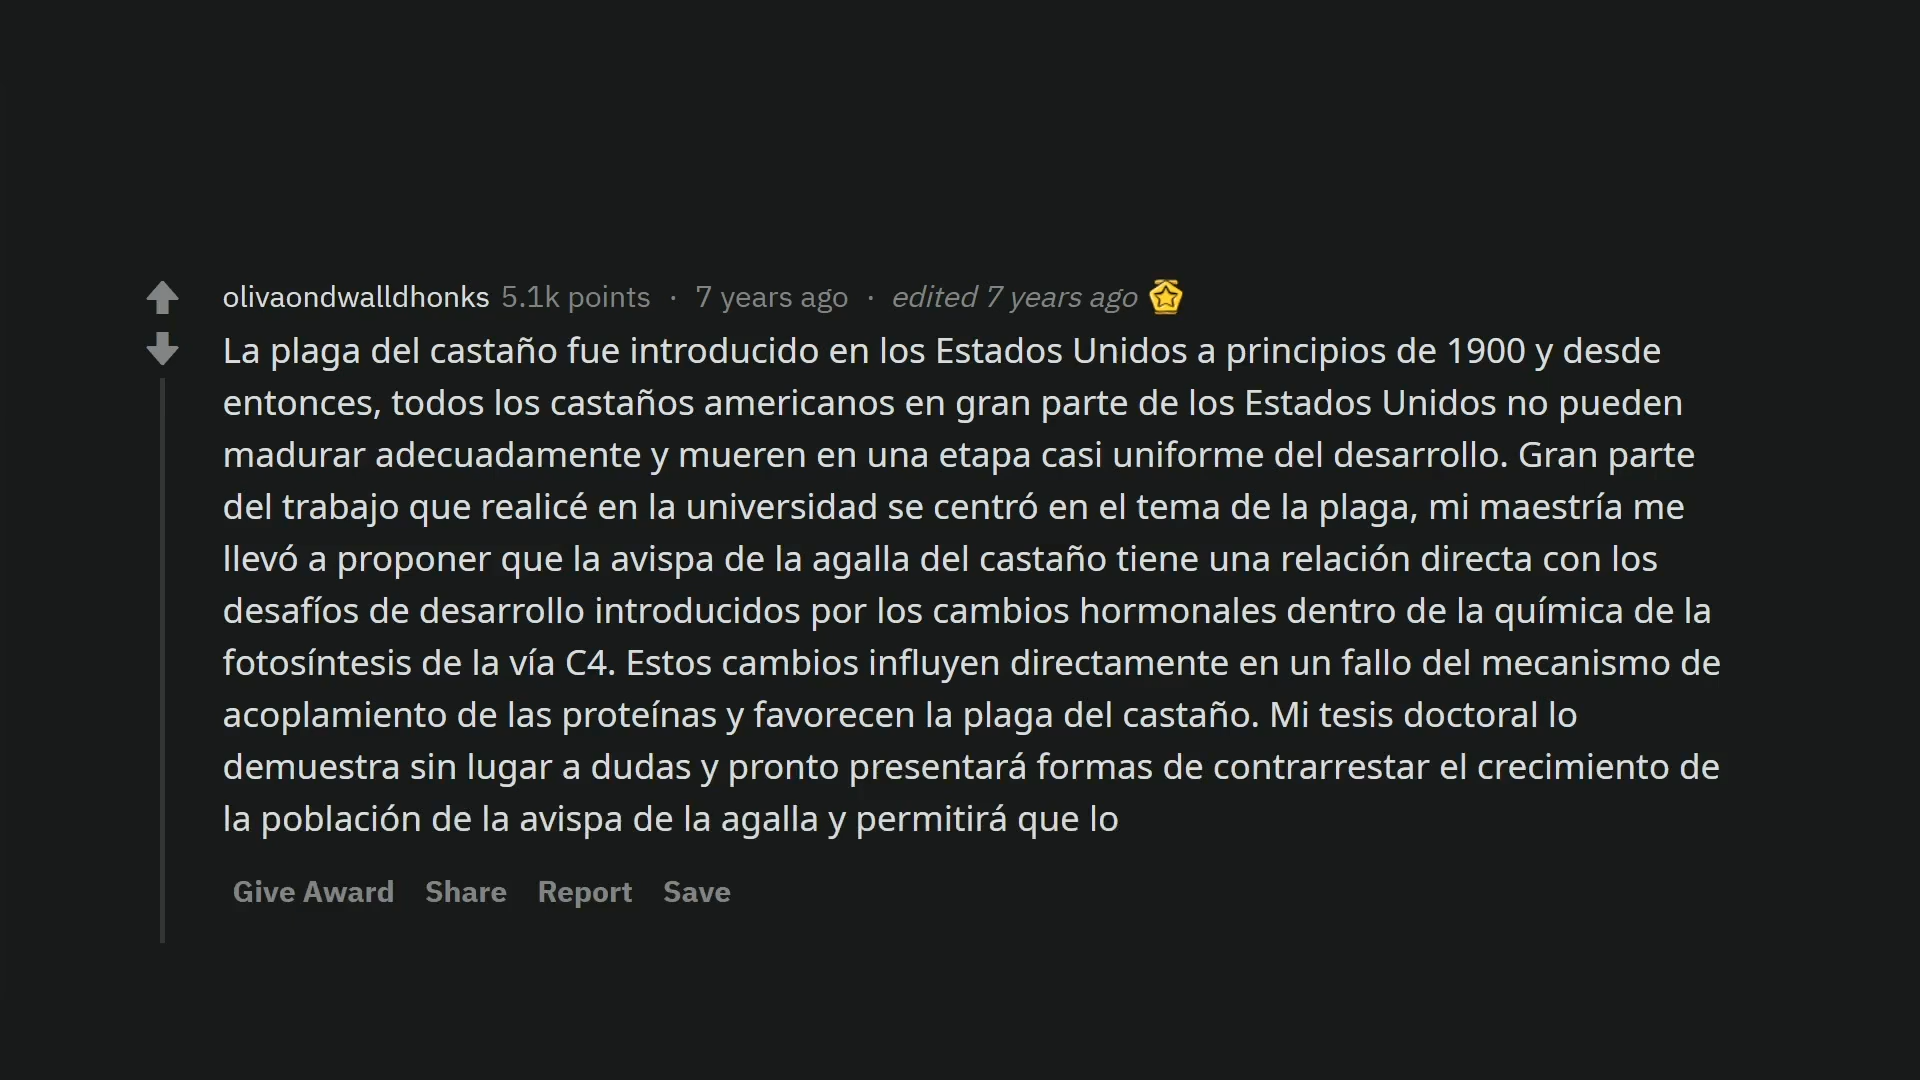 olivaondwalldhonks 5.1k points · 7 years ago · edited 7 years ago
La plaga del castaño fue introducido en los Estados Unidos a principios de 1900 y desde
entonces, todos los castaños americanos en gran parte de los Estados Unidos no pueden
madurar adecuadamente y mueren en una etapa casi uniforme del desarrollo. Gran parte
del trabajo que realicé en la universidad se centró en el tema de la plaga, mi maestría me
llevó a proponer que la avispa de la agalla del castaño tiene una relación directa con los
desafíos de desarrollo introducidos por los cambios hormonales dentro de la química de la
fotosíntesis de la vía C4. Estos cambios influyen directamente en un fallo del mecanismo de
acoplamiento de las proteínas y favorecen la plaga del castaño. Mi tesis doctoral lo
demuestra sin lugar a dudas y pronto presentará formas de contrarrestar el crecimiento de
la población de la avispa de la agalla y permitirá que lo
Give Award Share Report Save